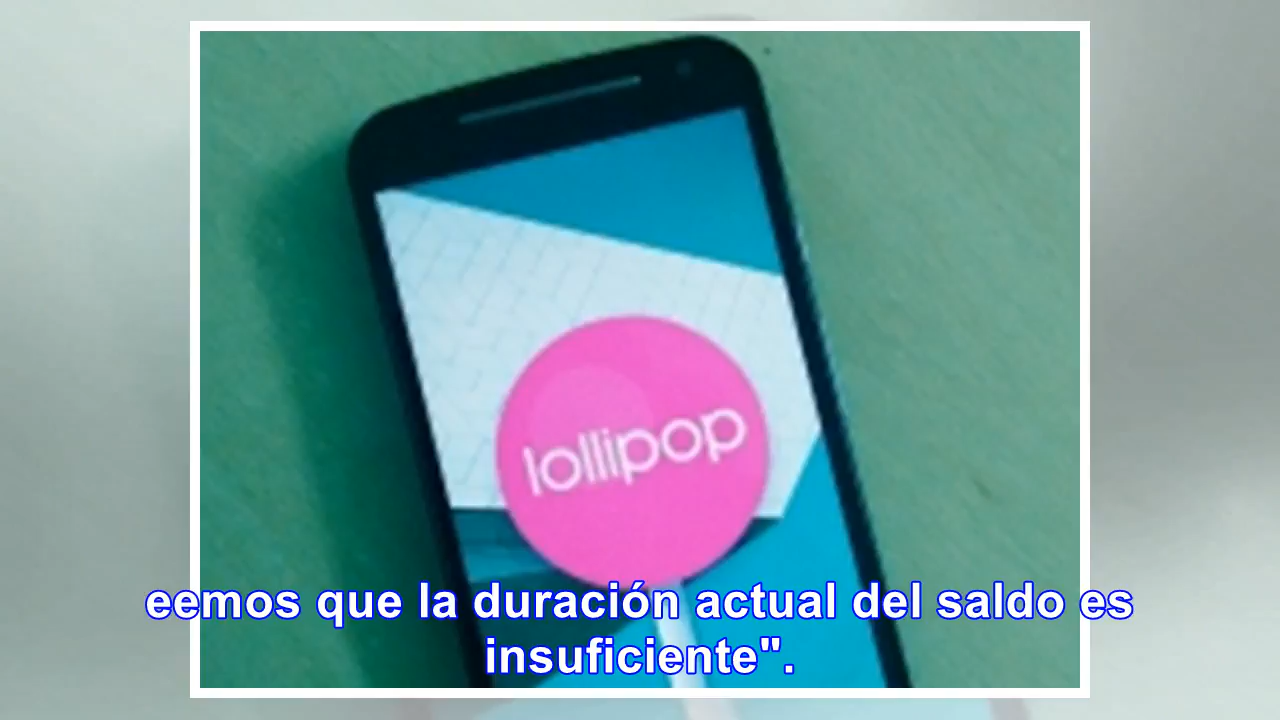 lollipop
eemos que la duración actual del saldo es
insuficiente".